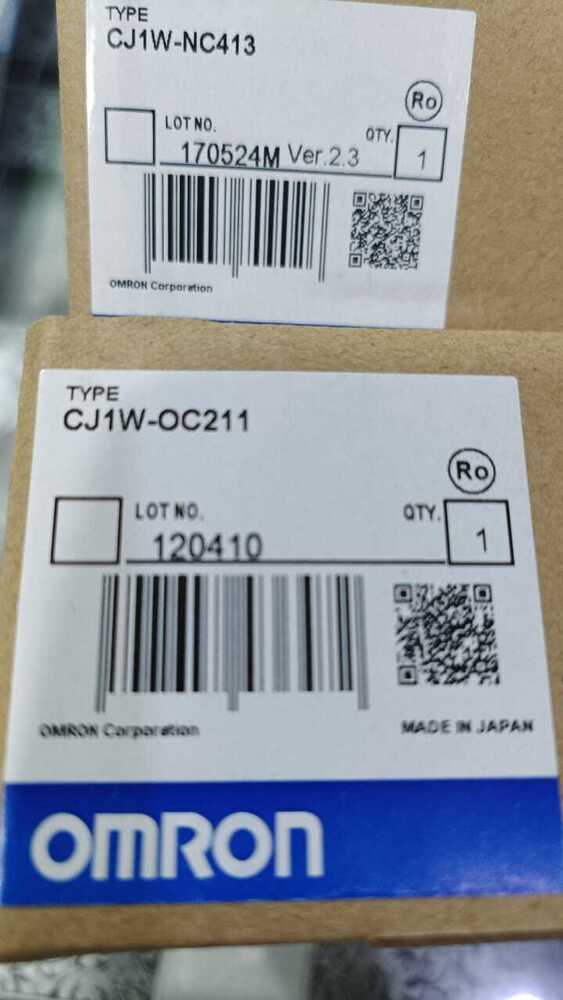 TYPE
CJ1W-NC413
Ro
LOT NO.
QTY.
170524M Ver.2.3
1
OMRON Corporation
TYPE
CJ1W-OC211
Ro
LOT NO.
QTY.
120410
1
OMRON Corporation
MADE IN JAPAN
OMRON